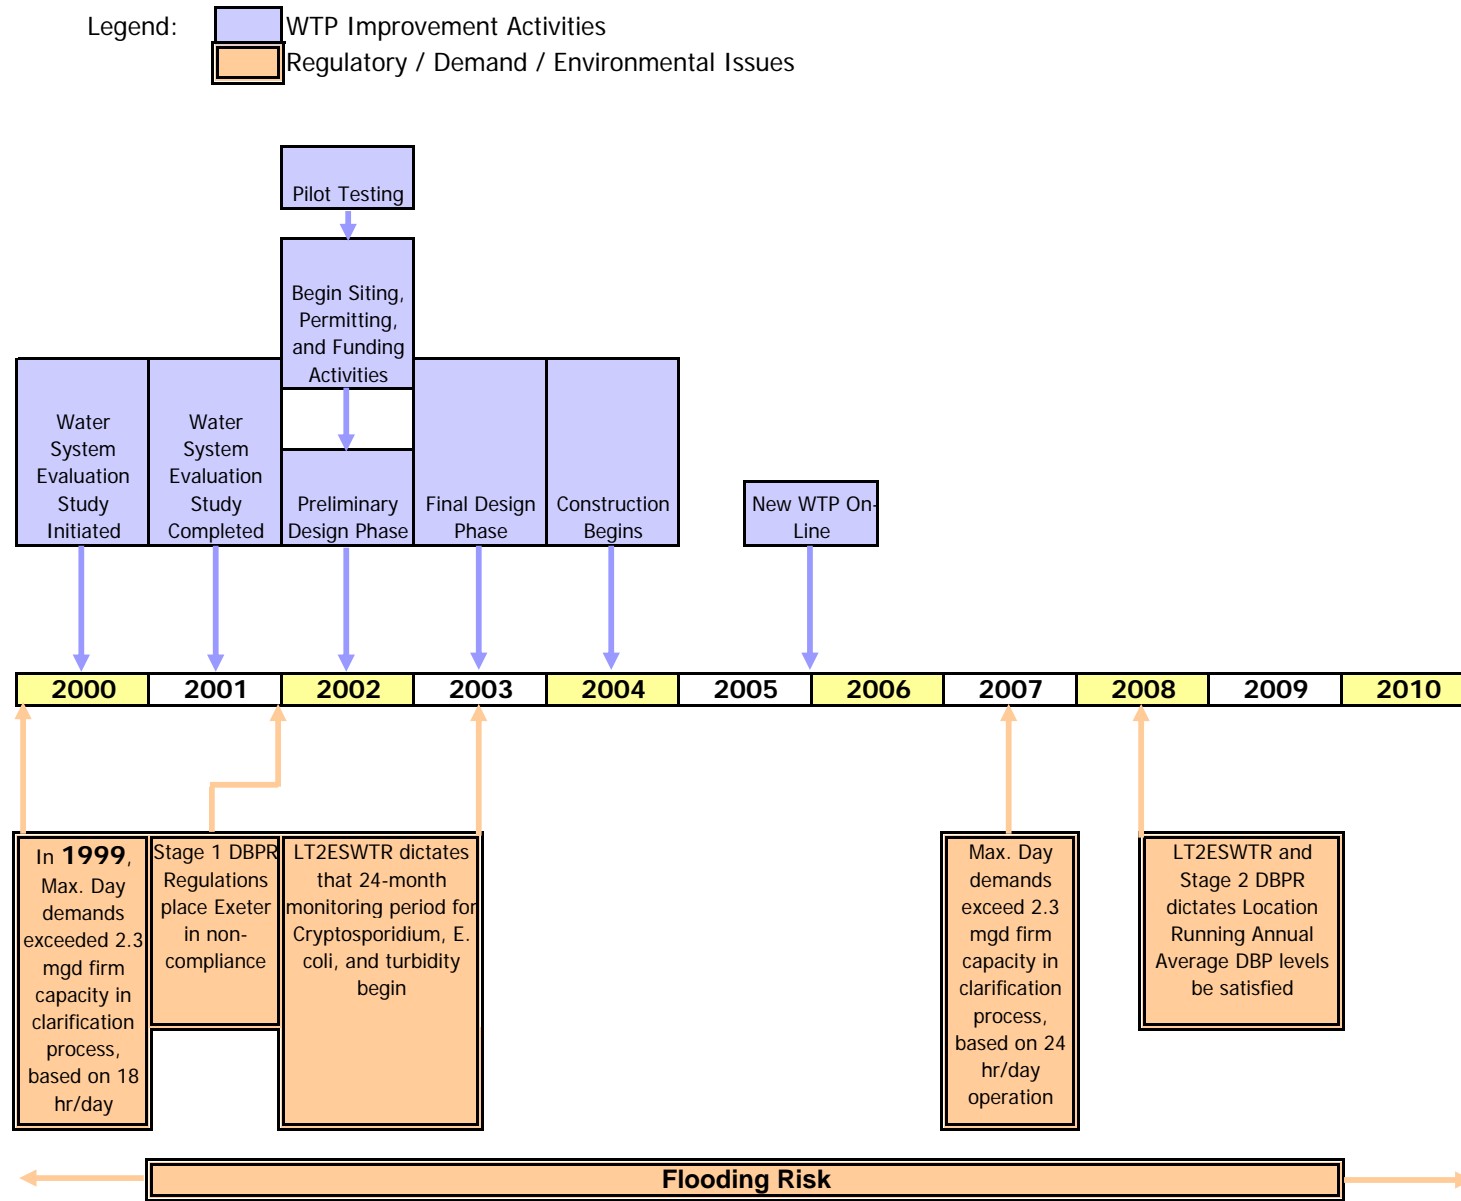 Legend:
WTP Improvement Activities
Regulatory / Demand / Environmental Issues
Pilot Testing
Begin Siting,
Permitting,
and Funding
Activities
Water
System
Evaluation
Study
Initiated
Water
System
Evaluation
Study
Completed
Preliminary
Design Phase
Final Design
Phase
Construction
Begins
New WTP On-
Line
2000 2001 2002 2003 2004 2005 2006 2007 2008 2009 2010
In 1999,
Max. Day
demands
exceeded 2.3
mgd firm
capacity in
clarification
process,
based on 18
hr/day
Stage 1 DBPR
Regulations
place Exeter
in non-
compliance
LT2ESWTR dictates
that 24-month
monitoring period for
Cryptosporidium, E.
coli, and turbidity
begin
Max. Day
demands
exceed 2.3
mgd firm
capacity in
clarification
process,
based on 24
hr/day
operation
LT2ESWTR and
Stage 2 DBPR
dictates Location
Running Annual
Average DBP levels
be satisfied
Flooding Risk